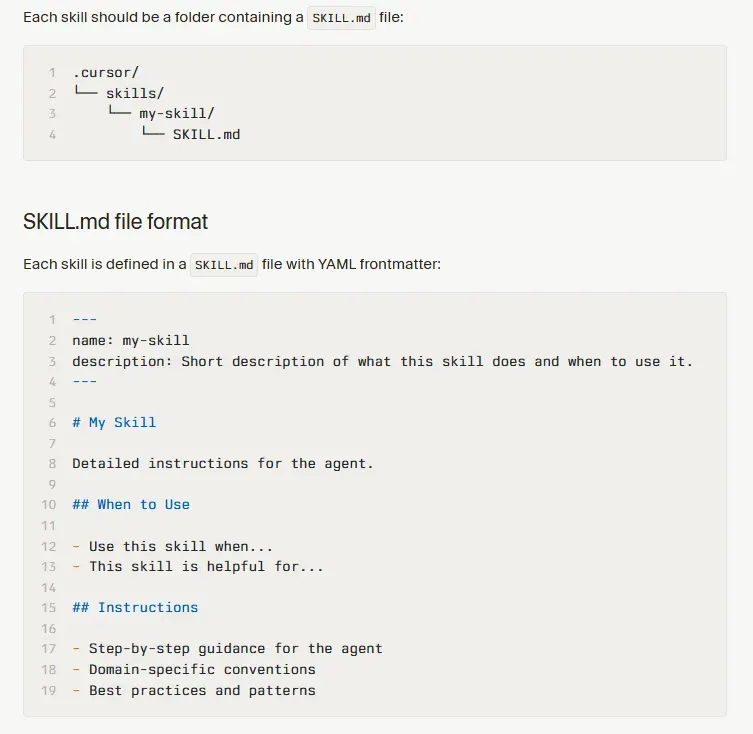 Each skill should be a folder containing a SKILL.md file:
1 .cursor/
2 └── skills/
3     └── my-skill/
4         └── SKILL.md
SKILL.md file format
Each skill is defined in a SKILL.md file with YAML frontmatter:
1 ---
2 name: my-skill
3 description: Short description of what this skill does and when to use it.
4 ---
5
6 # My Skill
7
8 Detailed instructions for the agent.
9
10 ## When to Use
11
12 - Use this skill when...
13 - This skill is helpful for...
14
15 ## Instructions
16
17 - Step-by-step guidance for the agent
18 - Domain-specific conventions
19 - Best practices and patterns